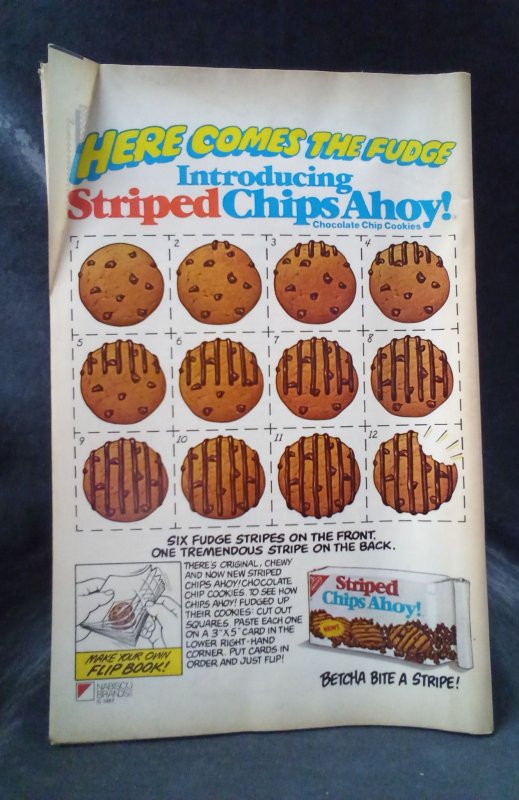 HERE COMES THE FUDGE
Introducing
Striped Chips Ahoy!
Chocolate Chip Cookies
1 2 3 4
5 6 7 8
9 10 11 12
SIX FUDGE STRIPES ON THE FRONT.
ONE TREMENDOUS STRIPE ON THE BACK.
THERE'S ORIGINAL, CHEWY
AND NOW NEW STRIPED
CHIPS AHOY! CHOCOLATE
CHIP COOKIES. TO SEE HOW
CHIPS AHOY! FUDGED UP
THEIR COOKIES: CUT OUT
SQUARES. PASTE EACH ONE
ON A 3"X5" CARD IN THE
LOWER RIGHT-HAND
CORNER. PUT CARDS IN
ORDER AND JUST FLIP!
MAKE YOUR OWN
FLIP BOOK!
NABISCO
BRANDS
© 1987
Striped
Chips Ahoy!
BETCHA BITE A STRIPE!